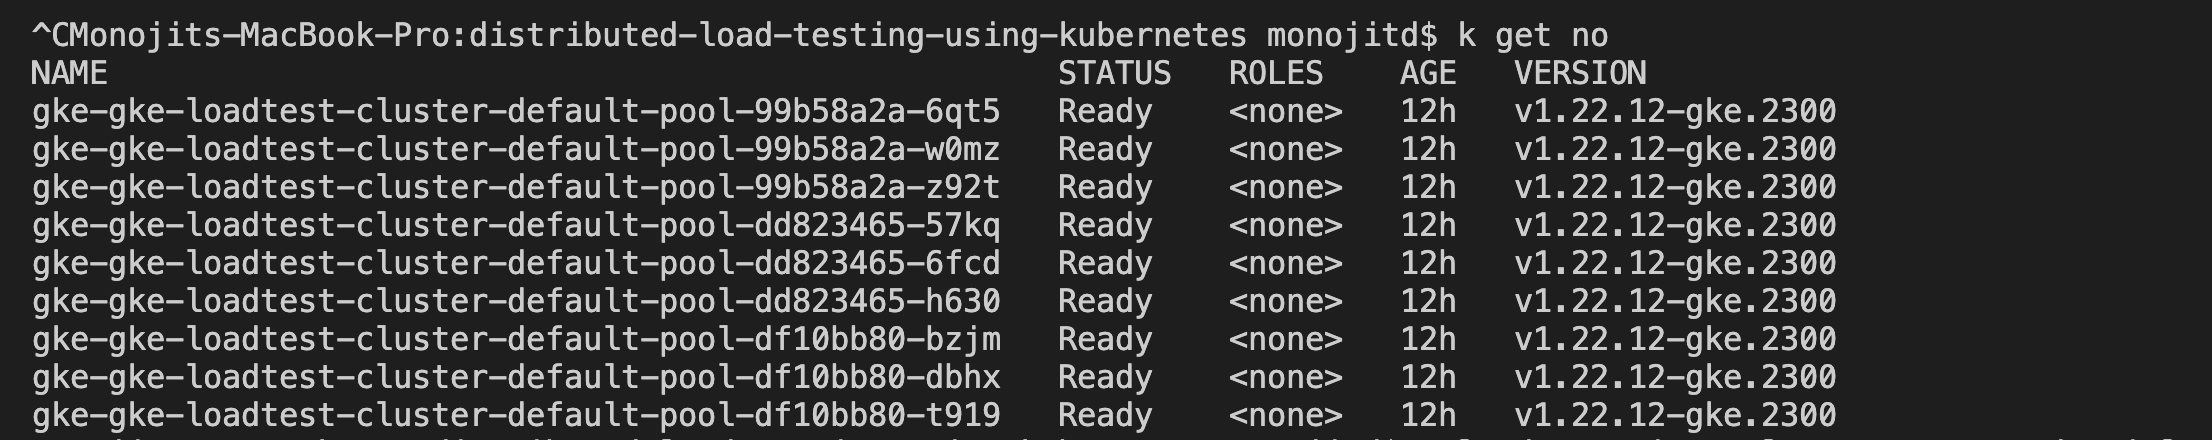 ^CMonojits-MacBook-Pro:distributed-load-testing-using-kubernetes monojitd$ k get no
NAME STATUS ROLES AGE VERSION
gke-gke-loadtest-cluster-default-pool-99b58a2a-6qt5 Ready <none> 12h v1.22.12-gke.2300
gke-gke-loadtest-cluster-default-pool-99b58a2a-w0mz Ready <none> 12h v1.22.12-gke.2300
gke-gke-loadtest-cluster-default-pool-99b58a2a-z92t Ready <none> 12h v1.22.12-gke.2300
gke-gke-loadtest-cluster-default-pool-dd823465-57kq Ready <none> 12h v1.22.12-gke.2300
gke-gke-loadtest-cluster-default-pool-dd823465-6fcd Ready <none> 12h v1.22.12-gke.2300
gke-gke-loadtest-cluster-default-pool-dd823465-h630 Ready <none> 12h v1.22.12-gke.2300
gke-gke-loadtest-cluster-default-pool-df10bb80-bzjm Ready <none> 12h v1.22.12-gke.2300
gke-gke-loadtest-cluster-default-pool-df10bb80-dbhx Ready <none> 12h v1.22.12-gke.2300
gke-gke-loadtest-cluster-default-pool-df10bb80-t919 Ready <none> 12h v1.22.12-gke.2300